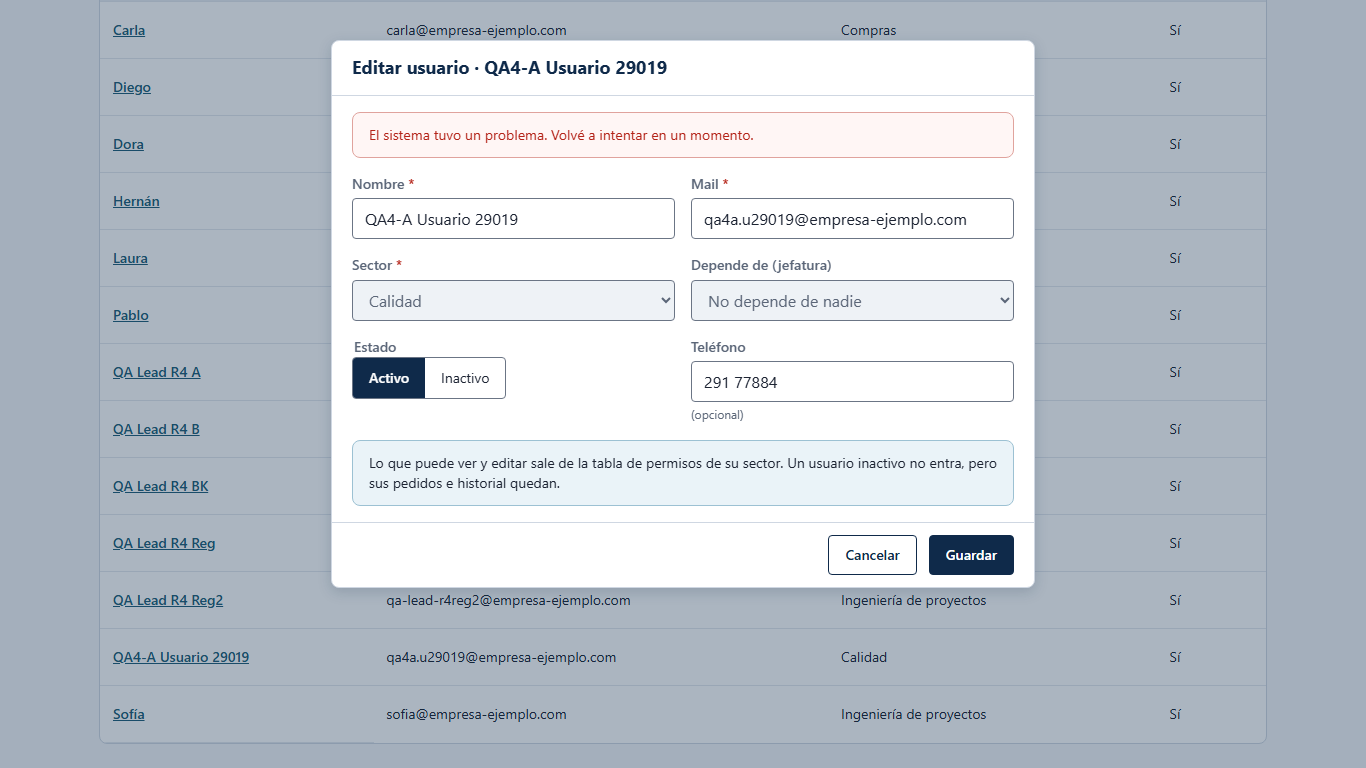 Carla carla@empresa-ejemplo.com Compras Sí
Editar usuario · QA4-A Usuario 29019
Diego Sí
El sistema tuvo un problema. Volvé a intentar en un momento.
Dora Sí
Nombre * Mail *
Hernán Sí
QA4-A Usuario 29019 qa4a.u29019@empresa-ejemplo.com
Laura Sí
Sector * Depende de (jefatura)
Calidad No depende de nadie
Pablo Sí
Estado Teléfono
QA Lead R4 A Sí
Activo Inactivo 291 77884
(opcional)
QA Lead R4 B Sí
Lo que puede ver y editar sale de la tabla de permisos de su sector. Un usuario inactivo no entra, pero
sus pedidos e historial quedan.
QA Lead R4 BK Sí
QA Lead R4 Reg Sí
Cancelar Guardar
QA Lead R4 Reg2 qa-lead-r4reg2@empresa-ejemplo.com Ingeniería de proyectos Sí
QA4-A Usuario 29019 qa4a.u29019@empresa-ejemplo.com Calidad Sí
Sofía sofia@empresa-ejemplo.com Ingeniería de proyectos Sí